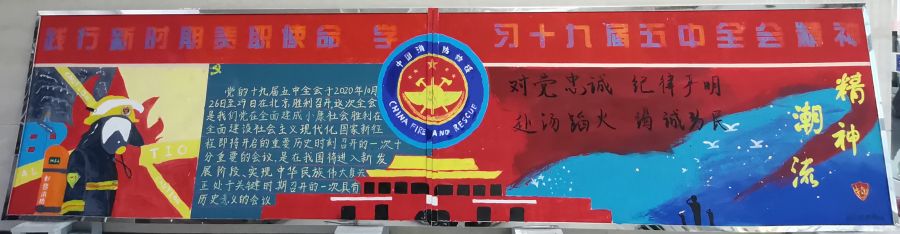 践行新时期责职使命 学习十九届五中全会精神
党的十九届五中全会于2020年10月
26日至29日在北京胜利召开这次全会
是我们党在全面建成小康社会胜利在
全面建设社会主义现代化国家新征
程即将开启的重要历史时刻召开的一次十
分重要的会议,是在我国将进入新发
展阶段,实现中华民族伟大复兴
正处于关键时期召开的一次具有
历史意义的会议
中国消防救援
CHINA FIRE AND RESCUE
对党忠诚 纪律严明
赴汤蹈火 竭诚为民
精神
潮流
TIO